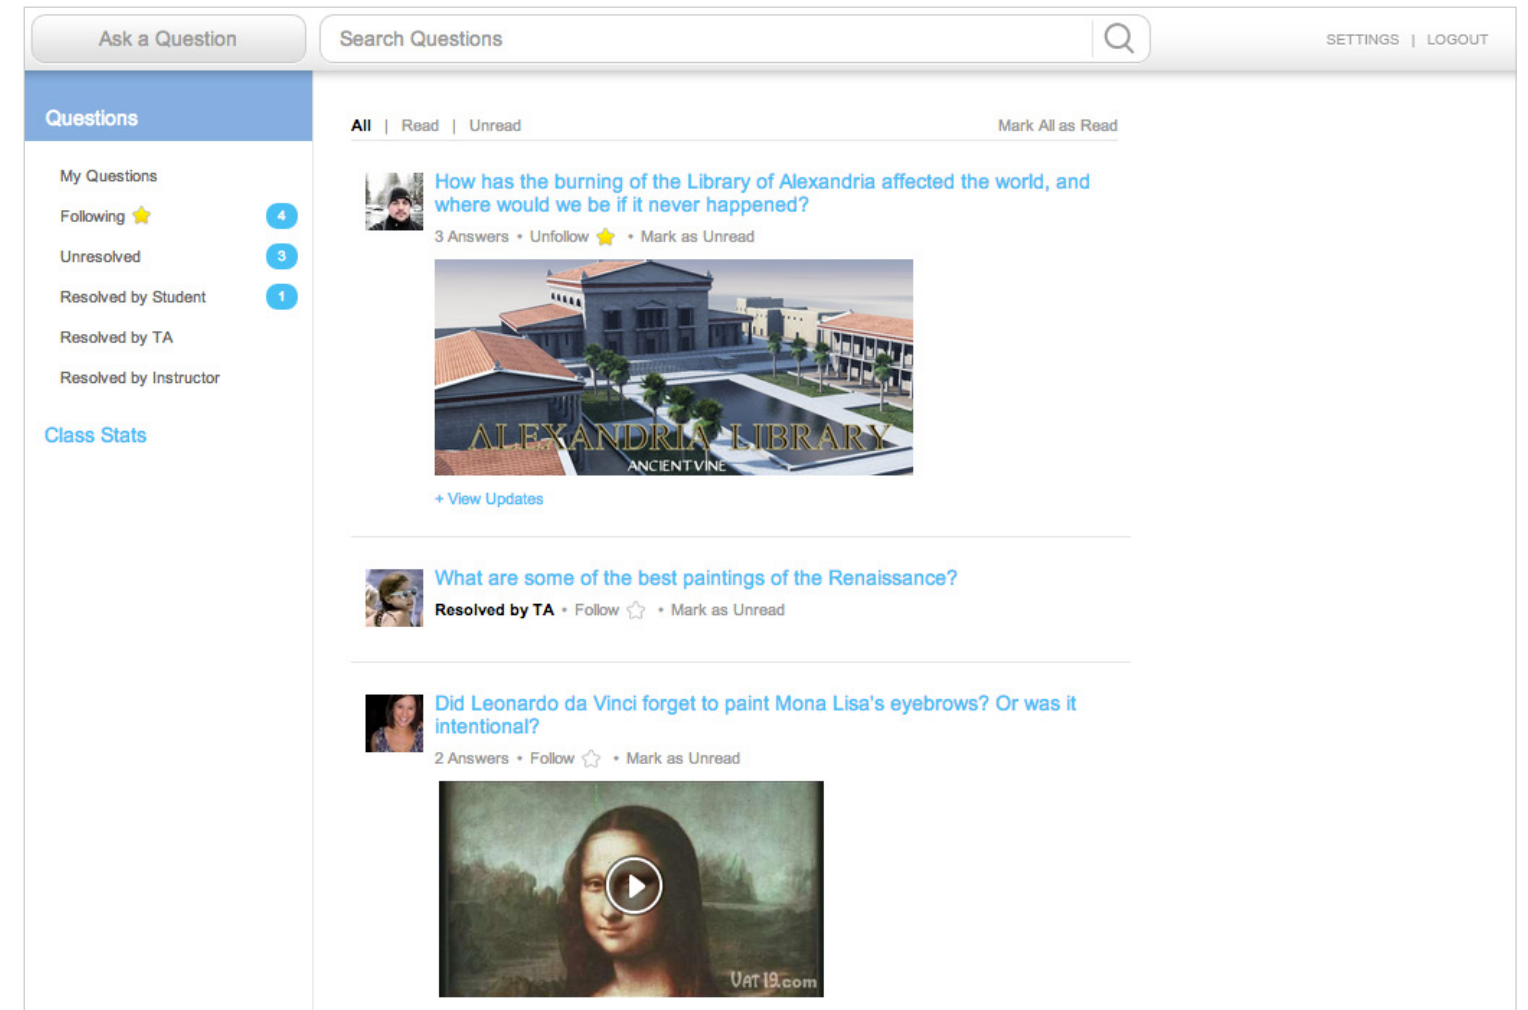 Ask a Question
Search Questions
SETTINGS | LOGOUT
Questions
My Questions
Following 4
Unresolved 3
Resolved by Student 1
Resolved by TA
Resolved by Instructor
Class Stats
All | Read | Unread
Mark All as Read
How has the burning of the Library of Alexandria affected the world, and
where would we be if it never happened?
3 Answers • Unfollow • Mark as Unread
ALEXANDRIA LIBRARY
ANCIENTVINE
+ View Updates
What are some of the best paintings of the Renaissance?
Resolved by TA • Follow • Mark as Unread
Did Leonardo da Vinci forget to paint Mona Lisa's eyebrows? Or was it
intentional?
2 Answers • Follow • Mark as Unread
VAT19.com